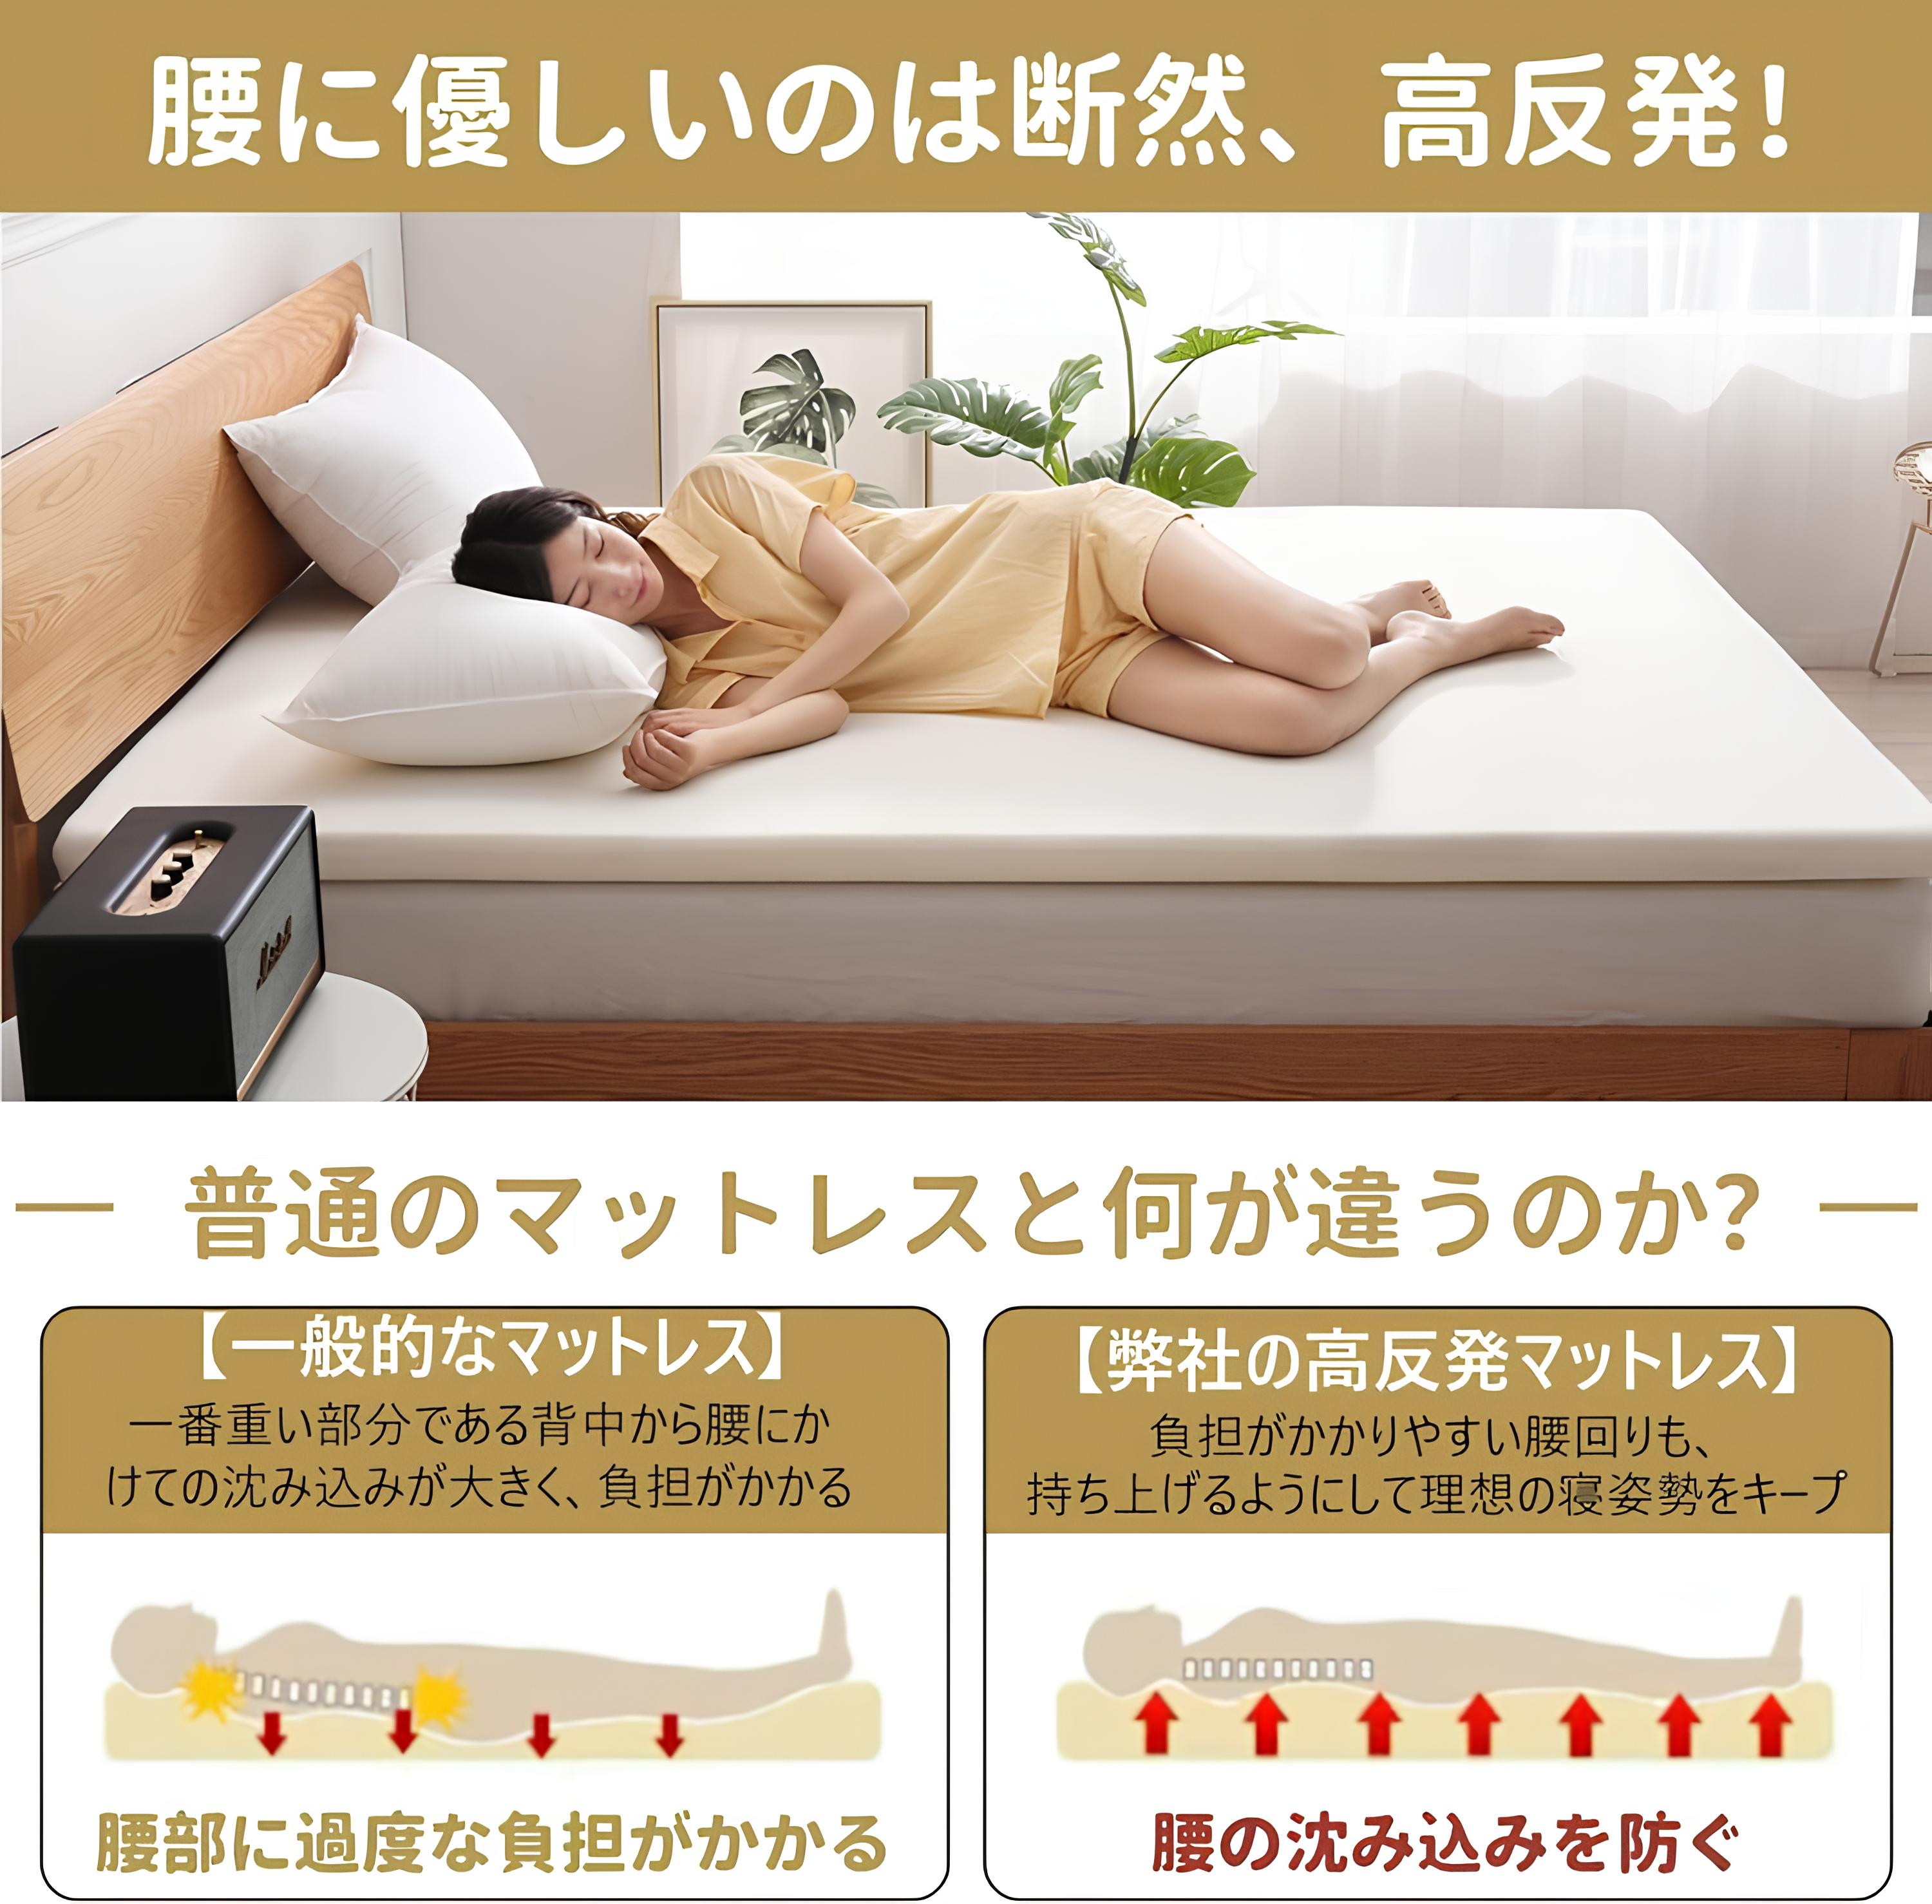 腰に優しいのは断然、高反発!
普通のマットレスと何が違うのか?
【一般的なマットレス】
一番重い部分である背中から腰にか
けての沈み込みが大きく、負担がかかる
腰部に過度な負担がかかる
【弊社の高反発マットレス】
負担がかかりやすい腰回りも、
持ち上げるようにして理想の寝姿勢をキープ
腰の沈み込みを防ぐ